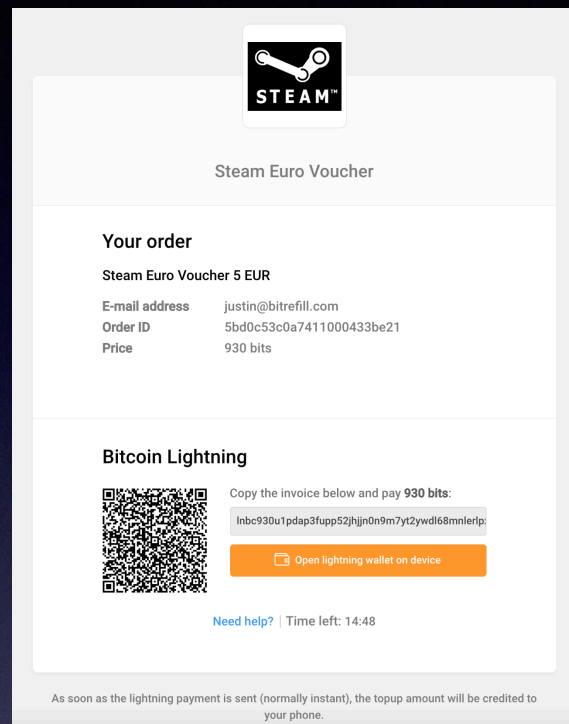 STEAM™
Steam Euro Voucher
Your order
Steam Euro Voucher 5 EUR
E-mail address justin@bitrefill.com
Order ID 5bd0c53c0a7411000433be21
Price 930 bits
Bitcoin Lightning
Copy the invoice below and pay 930 bits:
lnbc930u1pdap3fupp52jhjjn0n9m7yt2ywdl68mnlerlp
Open lightning wallet on device
Need help? | Time left: 14:48
As soon as the lightning payment is sent (normally instant), the topup amount will be credited to
your phone.